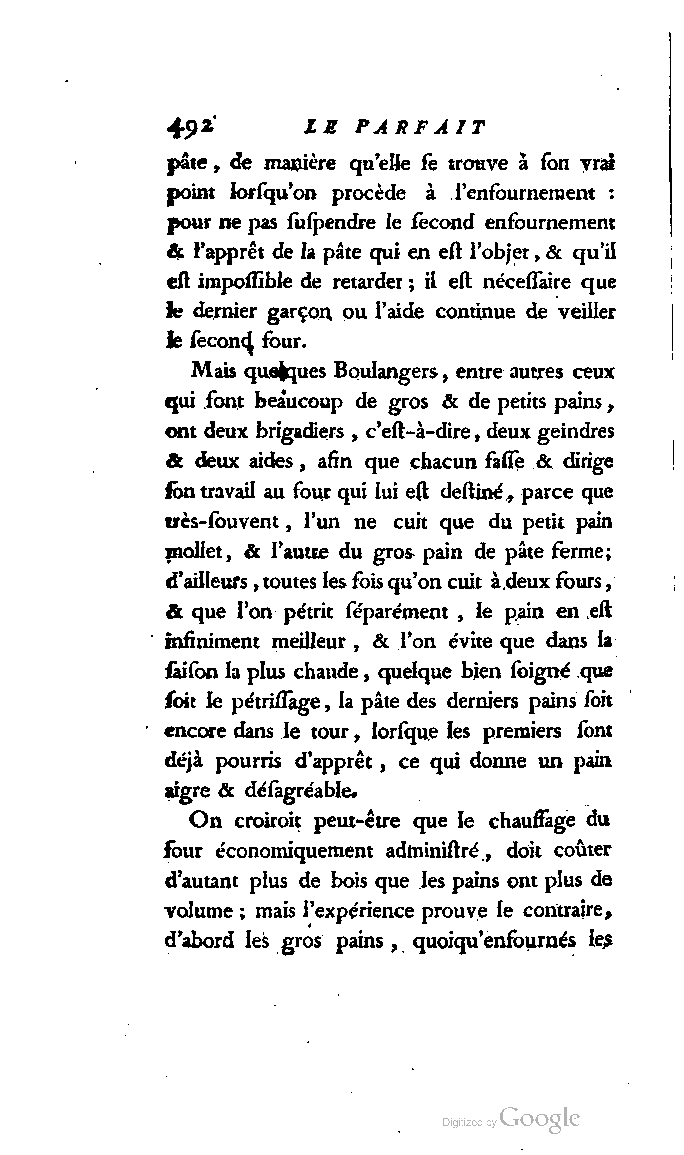 492 LE PARFAIT
pâte, de manière qu'elle ſe trouve à ſon vrai
point lorſqu'on procède à l'enfournement :
pour ne pas ſuſpendre le ſecond enfournement
& l'apprêt de la pâte qui en eſt l'objet, & qu'il
eſt impoſſible de retarder ; il eſt néceſſaire que
le dernier garçon ou l'aide continue de veiller
le ſecond four.
Mais quelques Boulangers, entre autres ceux
qui font beaucoup de gros & de petits pains,
ont deux brigadiers, c'eſt-à-dire, deux geindres
& deux aides, afin que chacun faſſe & dirige
ſon travail au four qui lui eſt deſtiné, parce que
très-ſouvent, l'un ne cuit que du petit pain
mollet, & l'autre du gros pain de pâte ferme;
d'ailleurs, toutes les fois qu'on cuit à deux fours,
& que l'on pétrit ſéparément, le pain en eſt
infiniment meilleur, & l'on évite que dans la
ſaiſon la plus chaude, quelque bien ſoigné que
ſoit le pétriſſage, la pâte des derniers pains ſoit
encore dans le tour, lorſque les premiers ſont
déjà pourris d'apprêt, ce qui donne un pain
aigre & déſagréable.
On croiroit peut-être que le chauffage du
four économiquement adminiſtré, doit coûter
d'autant plus de bois que les pains ont plus de
volume ; mais l'expérience prouve le contraire,
d'abord les gros pains, quoiqu'enfournés les
Digitized by Google